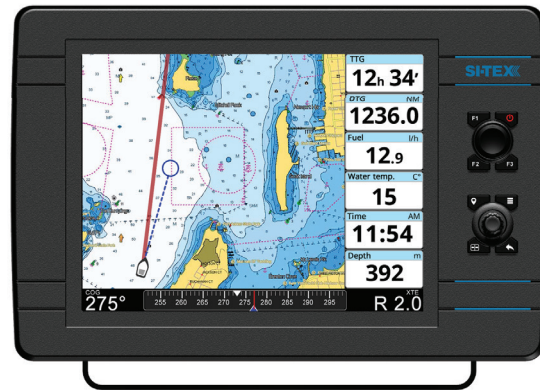 SI-TEX
F1
F2
F3
TTG
12h 34'
DTG NM
1236.0
Fuel l/h
12.9
Water temp. C°
15
Time AM
11:54
Depth m
392
COG
275°
255 260 265 270 275 280 285 290 295
XTE
R 2.0